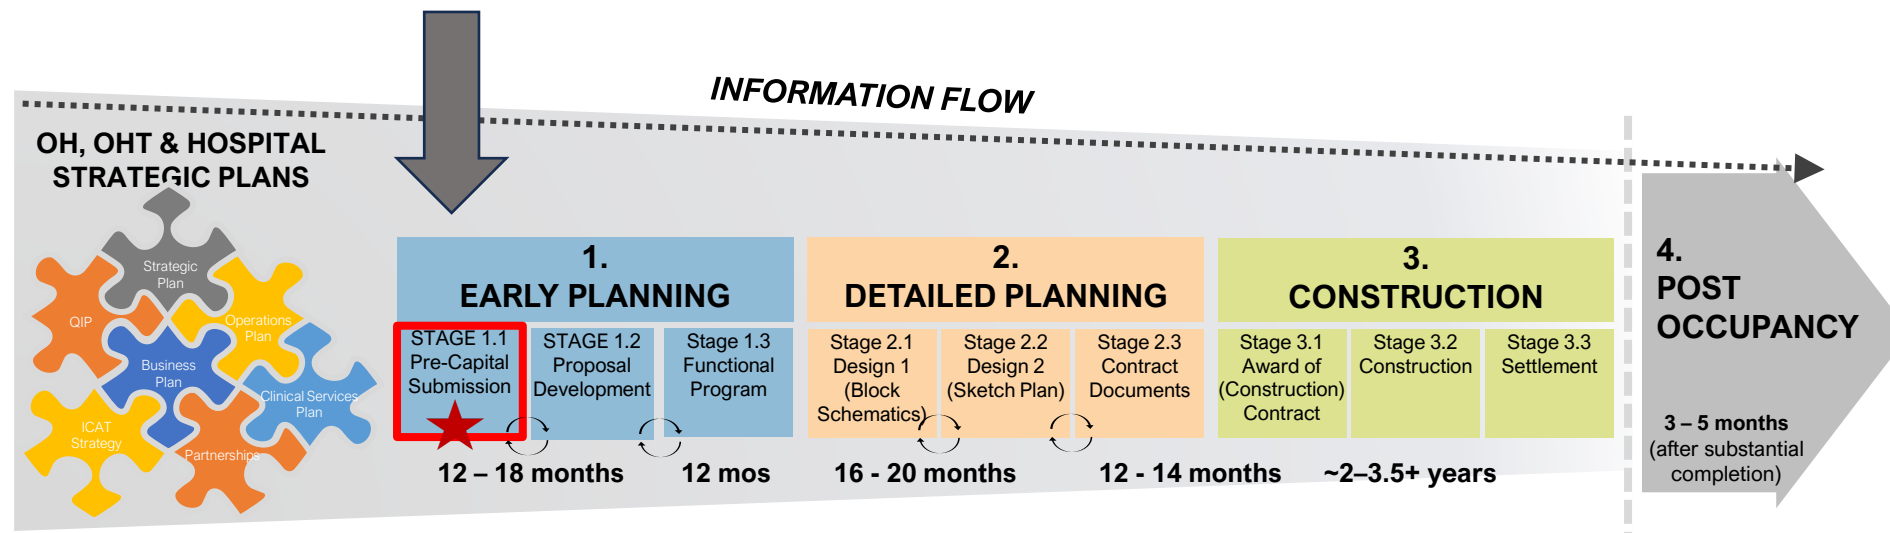 INFORMATION FLOW
OH, OHT & HOSPITAL
STRATEGIC PLANS
Strategic
Plan
QIP
Operations
Plan
Business
Plan
Clinical Services
Plan
ICAT
Strategy
Partnerships
1.
EARLY PLANNING
STAGE 1.1
Pre-Capital
Submission
STAGE 1.2
Proposal
Development
Stage 1.3
Functional
Program
12 – 18 months
12 mos
2.
DETAILED PLANNING
Stage 2.1
Design 1
(Block
Schematics)
Stage 2.2
Design 2
(Sketch Plan)
Stage 2.3
Contract
Documents
16 - 20 months
12 - 14 months
3.
CONSTRUCTION
Stage 3.1
Award of
(Construction)
Contract
Stage 3.2
Construction
Stage 3.3
Settlement
~2–3.5+ years
4.
POST
OCCUPANCY
3 – 5 months
(after substantial
completion)